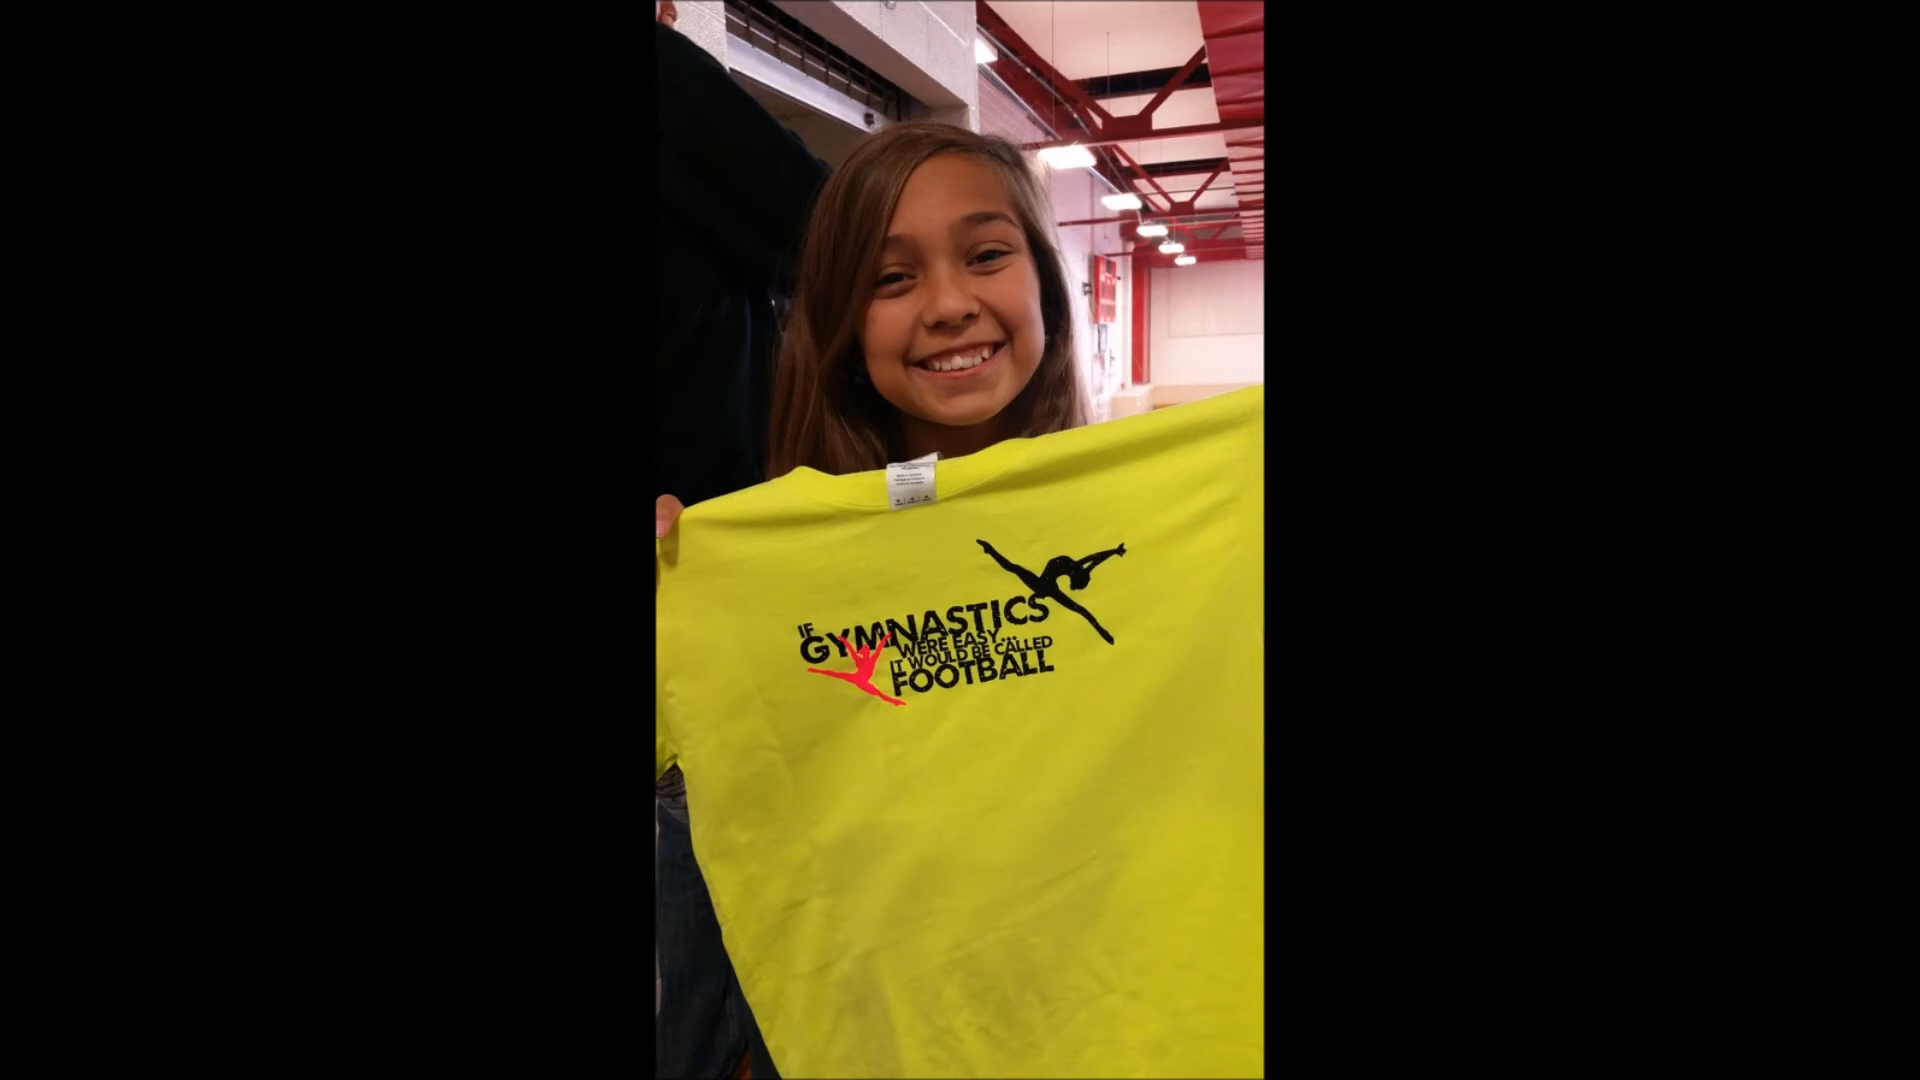 IF
GYMNASTICS
WERE EASY...
IT WOULD BE CALLED
FOOTBALL